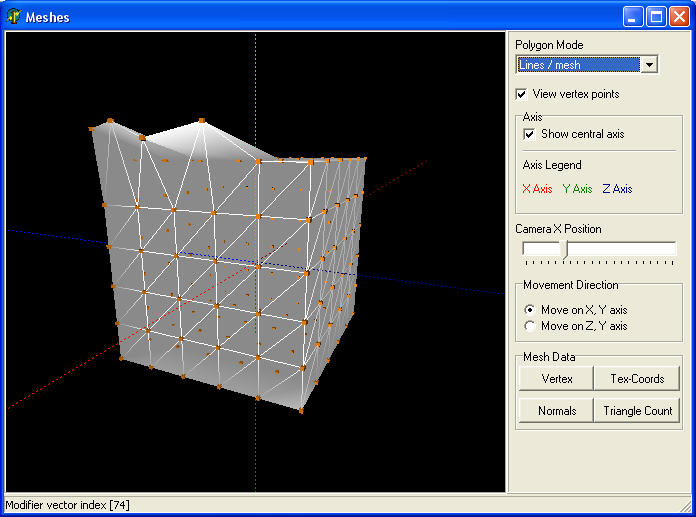 Meshes
Polygon Mode
Lines / mesh
View vertex points
Axis
Show central axis
Axis Legend
X Axis Y Axis Z Axis
Camera X Position
Movement Direction
Move on X, Y axis
Move on Z, Y axis
Mesh Data
Vertex Tex-Coords
Normals Triangle Count
Modifier vector index [74]